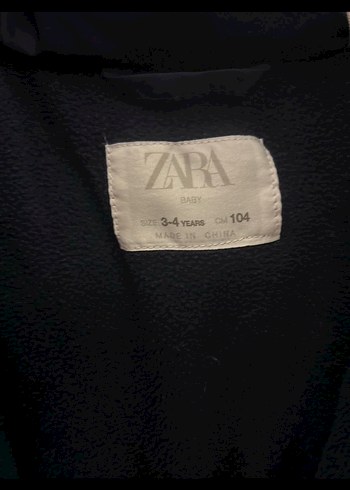 ZARA
BABY
SIZE 3-4 YEARS CM 104
MADE IN CHINA